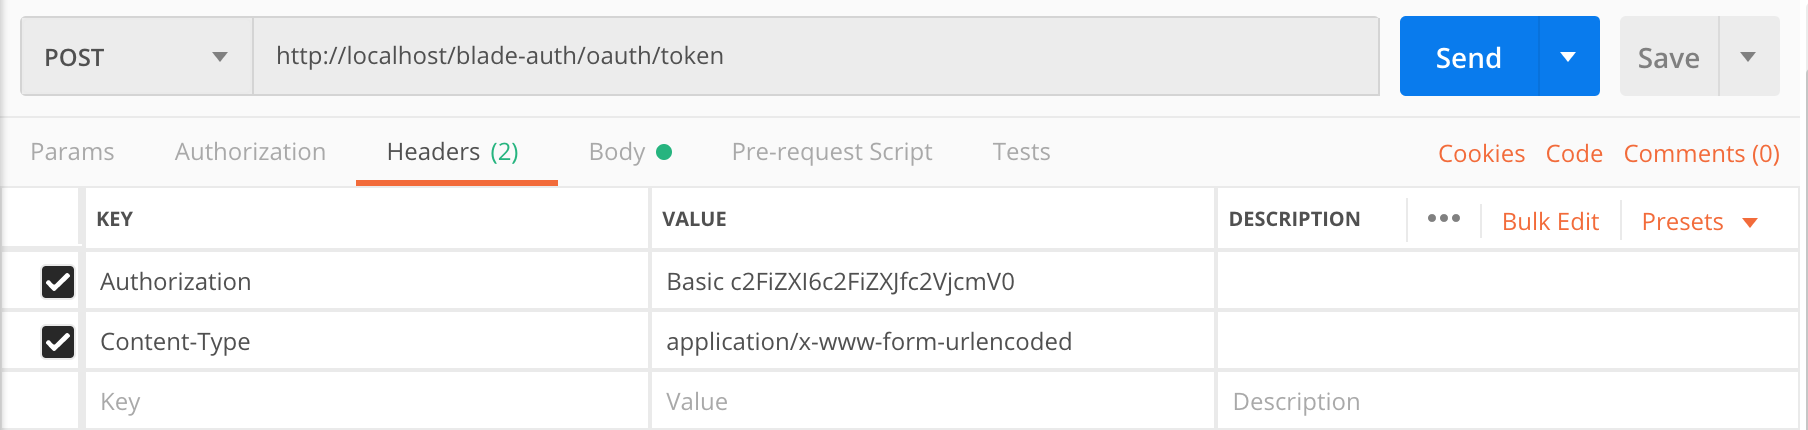 POST http://localhost/blade-auth/oauth/token Send Save
Params Authorization Headers (2) Body Pre-request Script Tests Cookies Code Comments (0)
KEY VALUE DESCRIPTION ••• Bulk Edit Presets
Authorization Basic c2FiZXI6c2FiZXJfc2VjcmV0
Content-Type application/x-www-form-urlencoded
Key Value Description